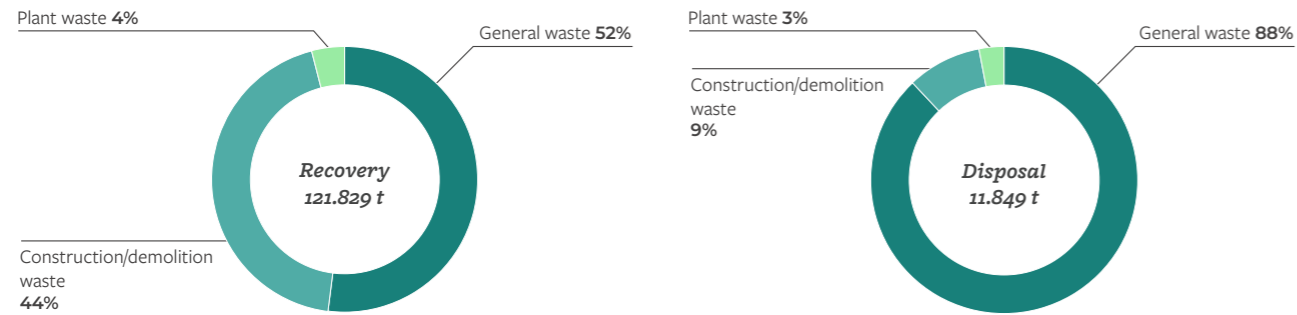 Plant waste 4%
General waste 52%
Construction/demolition
waste
44%
Recovery
121.829 t
Plant waste 3%
General waste 88%
Construction/demolition
waste
9%
Disposal
11.849 t